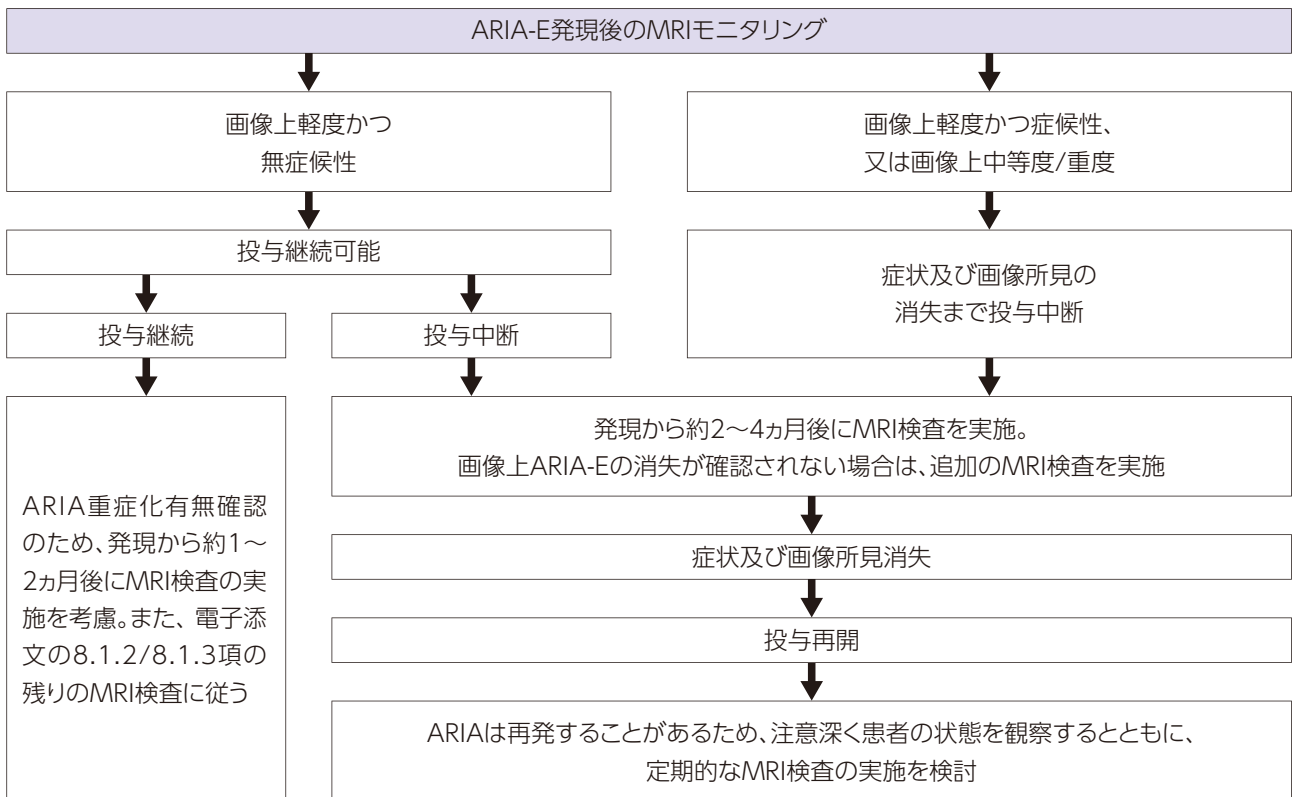 ARIA-E発現後のMRIモニタリング
画像上軽度かつ
無症候性
画像上軽度かつ症候性、
又は画像上中等度/重度
投与継続可能
症状及び画像所見の
消失まで投与中断
投与継続
投与中断
ARIA重症化有無確認
のため、発現から約1～
2ヵ月後にMRI検査の実
施を考慮。また、電子添
文の8.1.2/8.1.3項の
残りのMRI検査に従う
発現から約2～4ヵ月後にMRI検査を実施。
画像上ARIA-Eの消失が確認されない場合は、追加のMRI検査を実施
症状及び画像所見消失
投与再開
ARIAは再発することがあるため、注意深く患者の状態を観察するとともに、
定期的なMRI検査の実施を検討